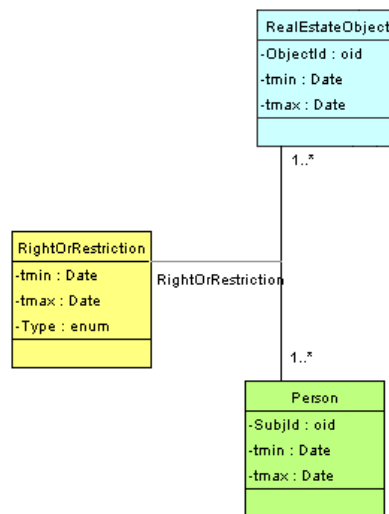 RealEstateObject
-ObjectId : oid
-tmin : Date
-tmax : Date
1..*
RightOrRestriction
-tmin : Date
-tmax : Date
-Type : enum
RightOrRestriction
1..*
Person
-SubjId : oid
-tmin : Date
-tmax : Date